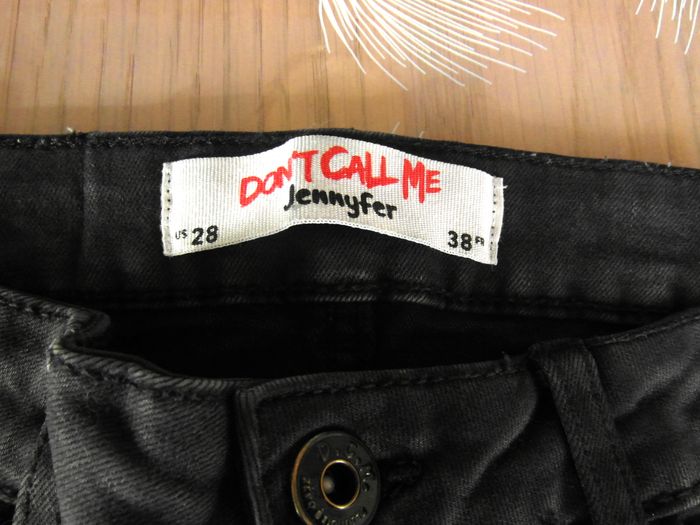 DON'T CALL ME
Jennyfer
US 28
38 FR